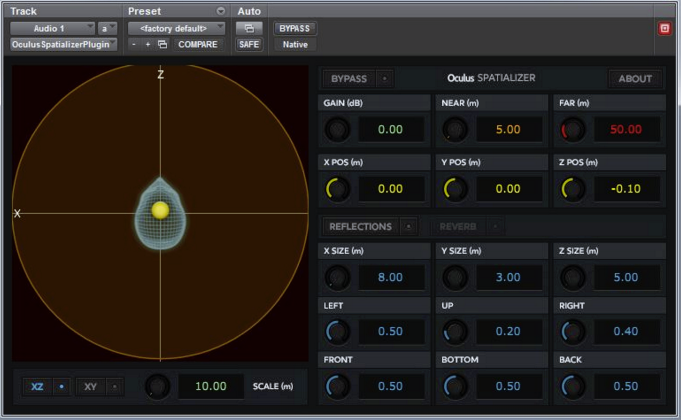 Track Preset Auto
Audio 1 a <factory default> BYPASS
OculusSpatializerPlugin - + COMPARE SAFE Native
Z
X
BYPASS Oculus SPATIALIZER ABOUT
GAIN (dB) NEAR (m) FAR (m)
0.00 5.00 50.00
X POS (m) Y POS (m) Z POS (m)
0.00 0.00 -0.10
REFLECTIONS REVERB
X SIZE (m) Y SIZE (m) Z SIZE (m)
8.00 3.00 5.00
LEFT UP RIGHT
0.50 0.20 0.40
FRONT BOTTOM BACK
0.50 0.50 0.50
XZ XY 10.00 SCALE (m)